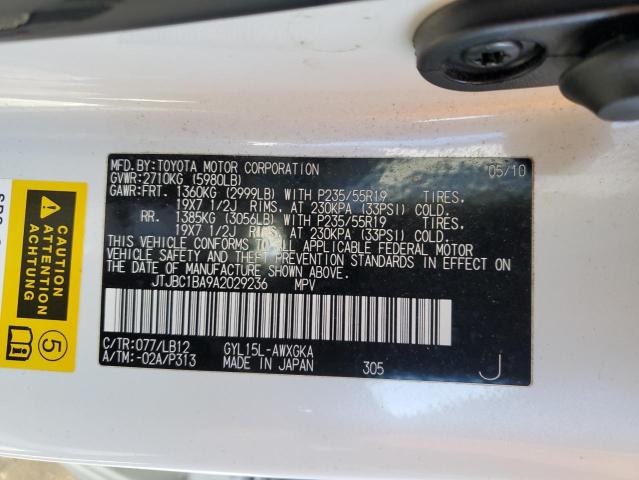 MFD.BY:TOYOTA MOTOR CORPORATION 05/10
GVWR:2710KG (5980LB)
GAWR:FRT. 1360KG (2999LB) WITH P235/55R19 TIRES,
19X7 1/2J RIMS, AT 230KPA (33PSI) COLD.
RR. 1385KG (3056LB) WITH P235/55R19 TIRES,
19X7 1/2J RIMS, AT 230KPA (33PSI) COLD.
THIS VEHICLE CONFORMS TO ALL APPLICABLE FEDERAL MOTOR
VEHICLE SAFETY AND THEFT PREVENTION STANDARDS IN EFFECT
ON THE DATE OF MANUFACTURE SHOWN ABOVE.
JTJBC1BA9A2029236 MPV
C/TR:077/LB12 GYL15L-AWXGKA
A/TM:-02A/P313 MADE IN JAPAN 305 J
CAUTION
ATTENTION
5